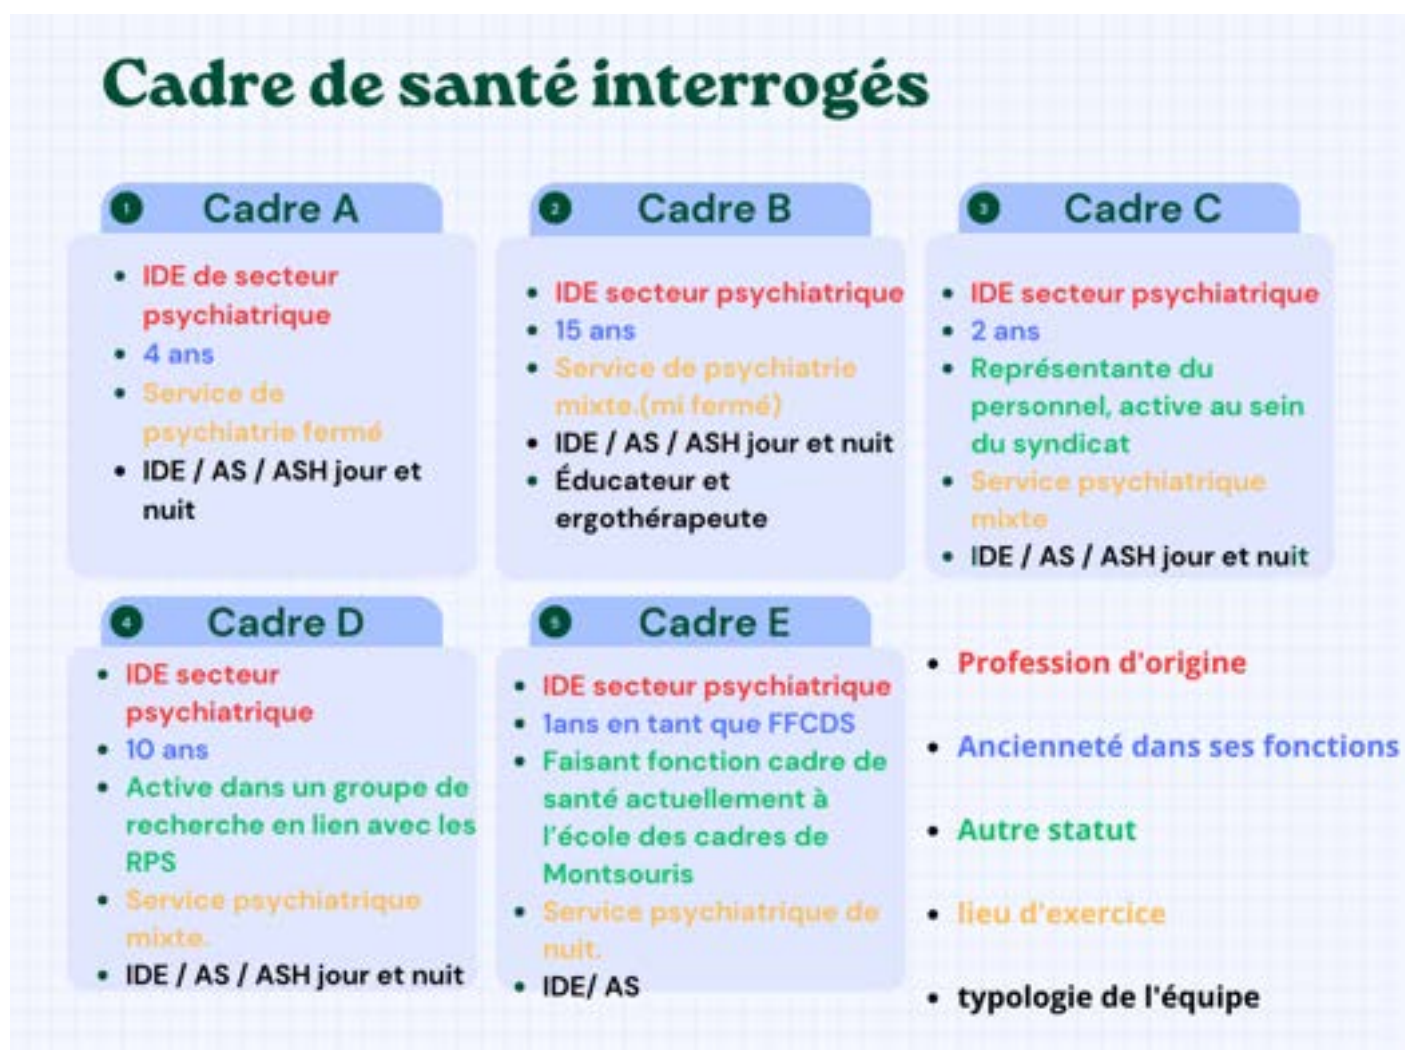 Cadre de santé interrogés
1 Cadre A
IDE de secteur
psychiatrique
4 ans
Service de
psychiatrie fermé
IDE / AS / ASH jour et
nuit
2 Cadre B
IDE secteur psychiatrique
15 ans
Service de psychiatrie
mixte.(mi fermé)
IDE / AS / ASH jour et nuit
Éducateur et
ergothérapeute
3 Cadre C
IDE secteur psychiatrique
2 ans
Représentante du
personnel, active au sein
du syndicat
Service psychiatrique
mixte
IDE / AS / ASH jour et nuit
4 Cadre D
IDE secteur
psychiatrique
10 ans
Active dans un groupe de
recherche en lien avec les
RPS
Service psychiatrique
mixte.
IDE / AS / ASH jour et nuit
5 Cadre E
IDE secteur psychiatrique
1ans en tant que FFCDS
Faisant fonction cadre de
santé actuellement à
l'école des cadres de
Montsouris
Service psychiatrique de
nuit.
IDE/ AS
Profession d'origine
Ancienneté dans ses fonctions
Autre statut
lieu d'exercice
typologie de l'équipe